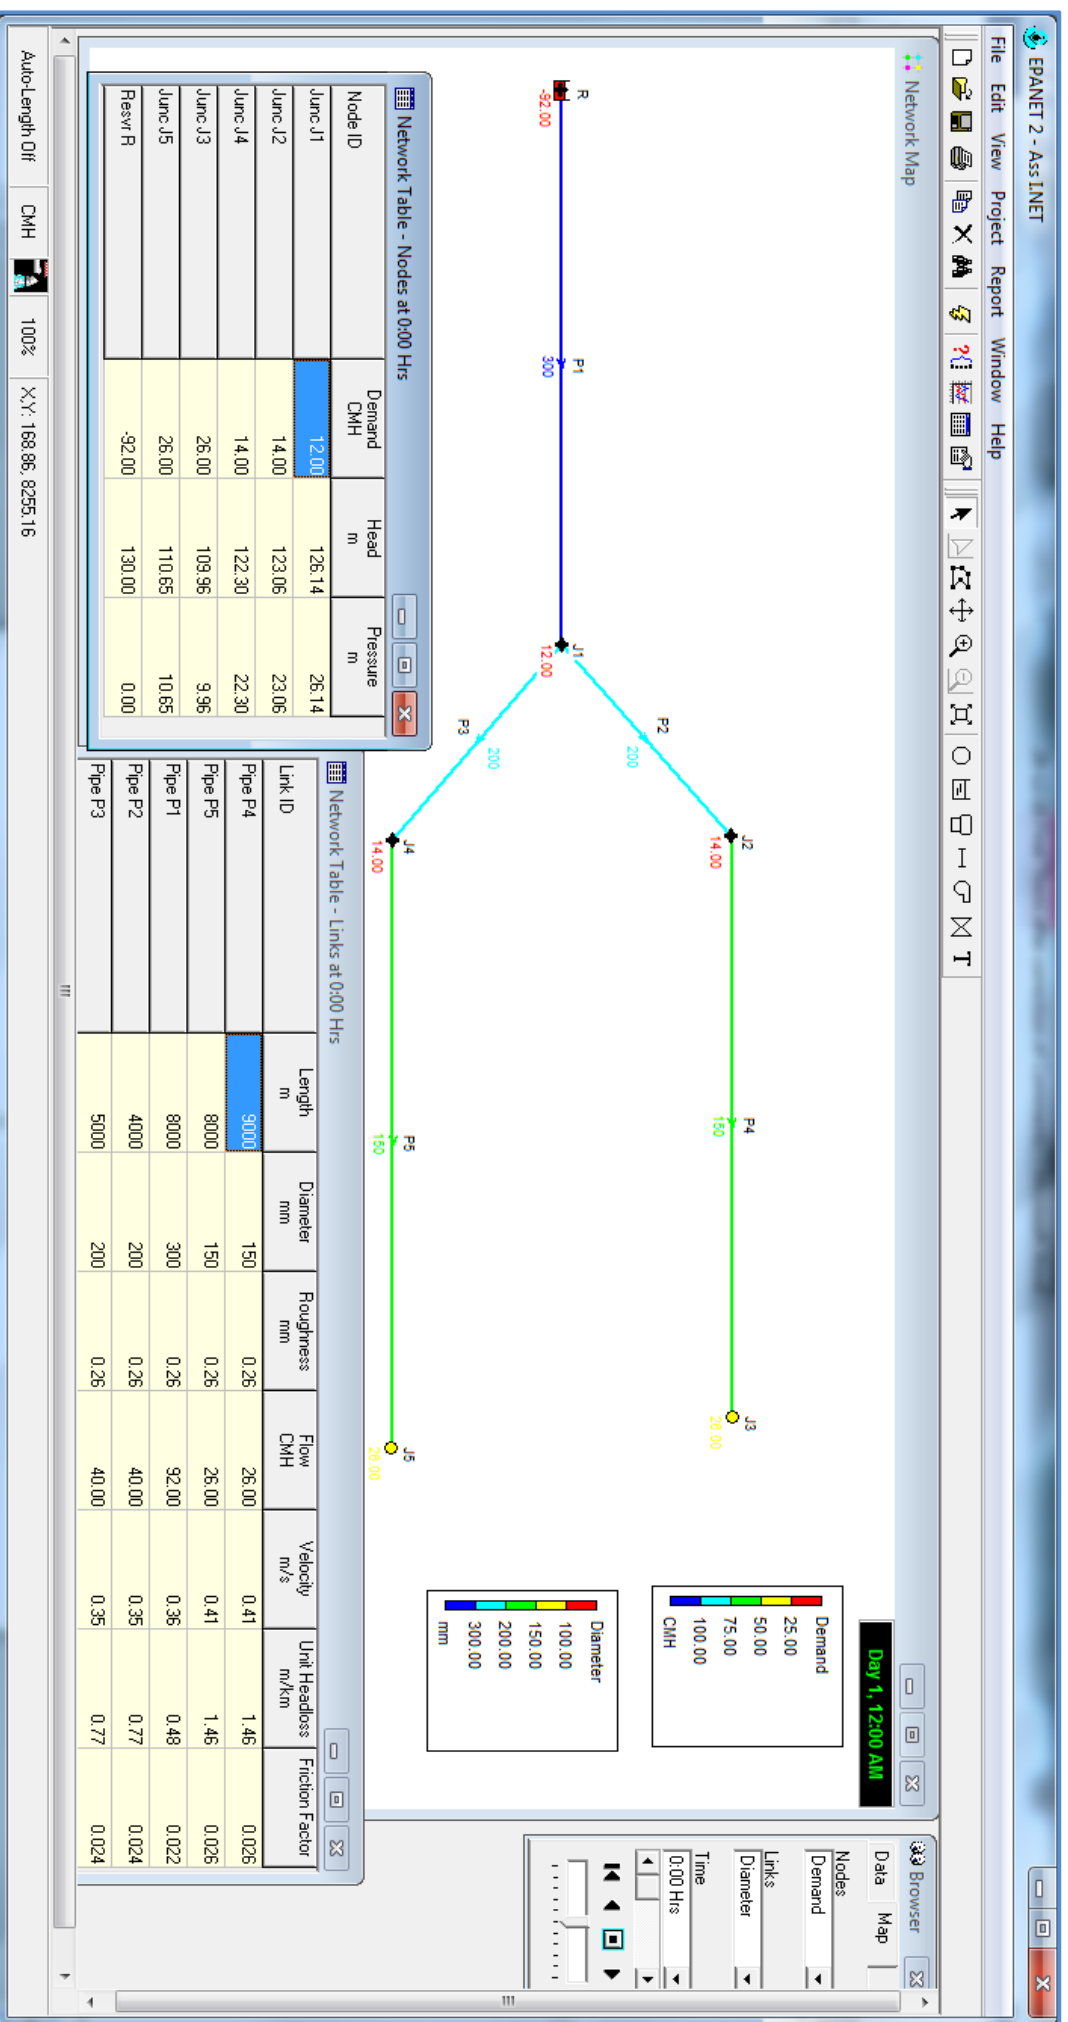 EPANET 2 - Ass I.NET
File Edit View Project Report Window Help
T
Network Map
Day 1, 12:00 AM
R
-92.00
P1
300
J1
12.00
P2
200
P3
200
J2
14.00
J4
14.00
P4
150
P5
150
J3
26.00
J5
26.00
Demand
25.00
50.00
75.00
100.00
CMH
Diameter
100.00
150.00
200.00
300.00
mm
Browser
Data Map
Nodes
Demand
Links
Diameter
Time
0:00 Hrs
Network Table - Nodes at 0:00 Hrs
Node ID Demand CMH Head m Pressure m
Junc J1 12.00 126.14 26.14
Junc J2 14.00 123.06 23.06
Junc J4 14.00 122.30 22.30
Junc J3 26.00 109.96 9.96
Junc J5 26.00 110.65 10.65
Resvr R -92.00 130.00 0.00
Network Table - Links at 0:00 Hrs
Link ID Length m Diameter mm Roughness mm Flow CMH Velocity m/s Unit Headloss m/km Friction Factor
Pipe P4 9000 150 0.26 26.00 0.41 1.46 0.026
Pipe P5 8000 150 0.26 26.00 0.41 1.46 0.026
Pipe P1 8000 300 0.26 92.00 0.36 0.48 0.022
Pipe P2 4000 200 0.26 40.00 0.35 0.77 0.024
Pipe P3 5000 200 0.26 40.00 0.35 0.77 0.024
Auto-Length Off CMH 100% X,Y: 168.86, 8255.16